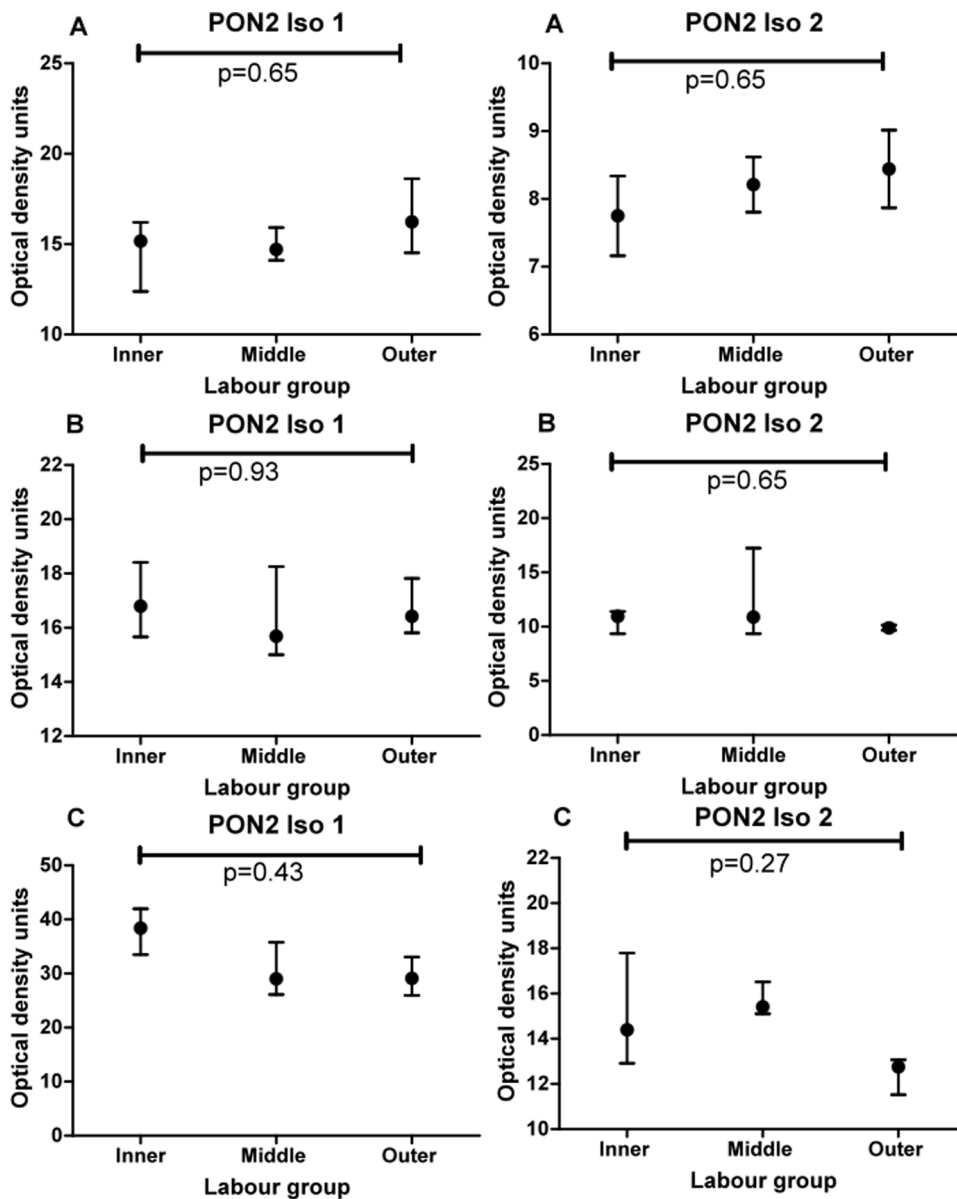 A
PON2 Iso 1
p=0.65
25
20
15
10
Optical density units
Inner Middle Outer
Labour group
A
PON2 Iso 2
p=0.65
10
9
8
7
6
Optical density units
Inner Middle Outer
Labour group
B
PON2 Iso 1
p=0.93
22
20
18
16
14
12
Optical density units
Inner Middle Outer
Labour group
B
PON2 Iso 2
p=0.65
25
20
15
10
5
0
Optical density units
Inner Middle Outer
Labour group
C
PON2 Iso 1
p=0.43
50
40
30
20
10
0
Optical density units
Inner Middle Outer
Labour group
C
PON2 Iso 2
p=0.27
22
20
18
16
14
12
10
Optical density units
Inner Middle Outer
Labour group